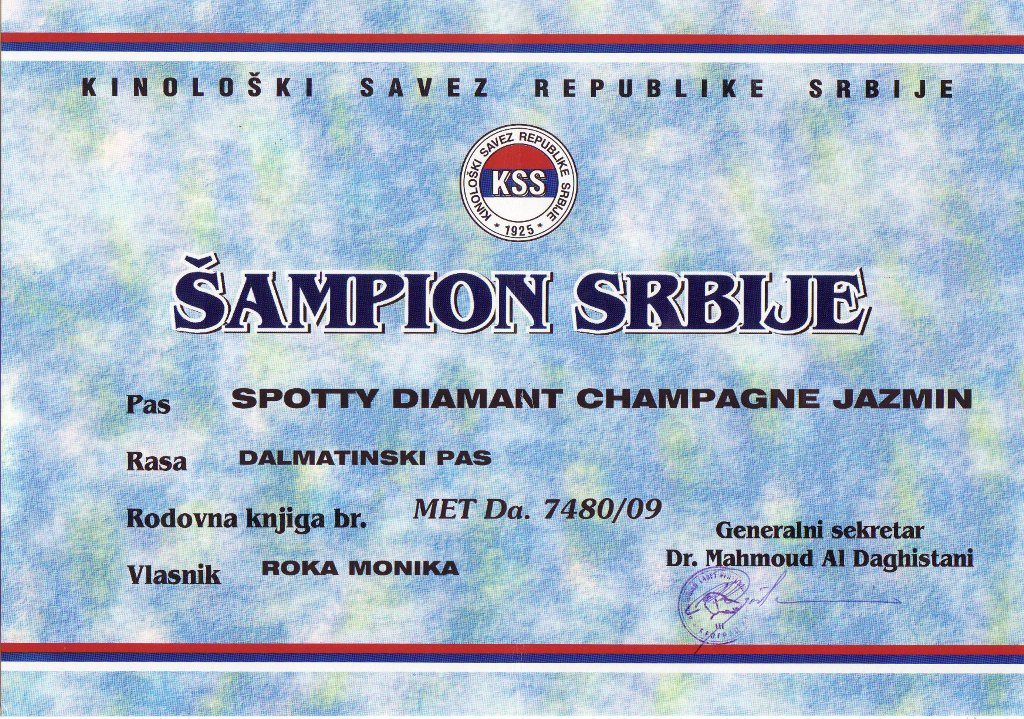 KINOLOŠKI SAVEZ REPUBLIKE SRBIJE
KINOLOŠKI SAVEZ REPUBLIKE SRBIJE
KSS
* 1925 *
ŠAMPION SRBIJE
Pas SPOTTY DIAMANT CHAMPAGNE JAZMIN
Rasa DALMATINSKI PAS
Rodovna knjiga br. MET Da. 7480/09
Vlasnik ROKA MONIKA
Generalni sekretar
Dr. Mahmoud Al Daghistani
III